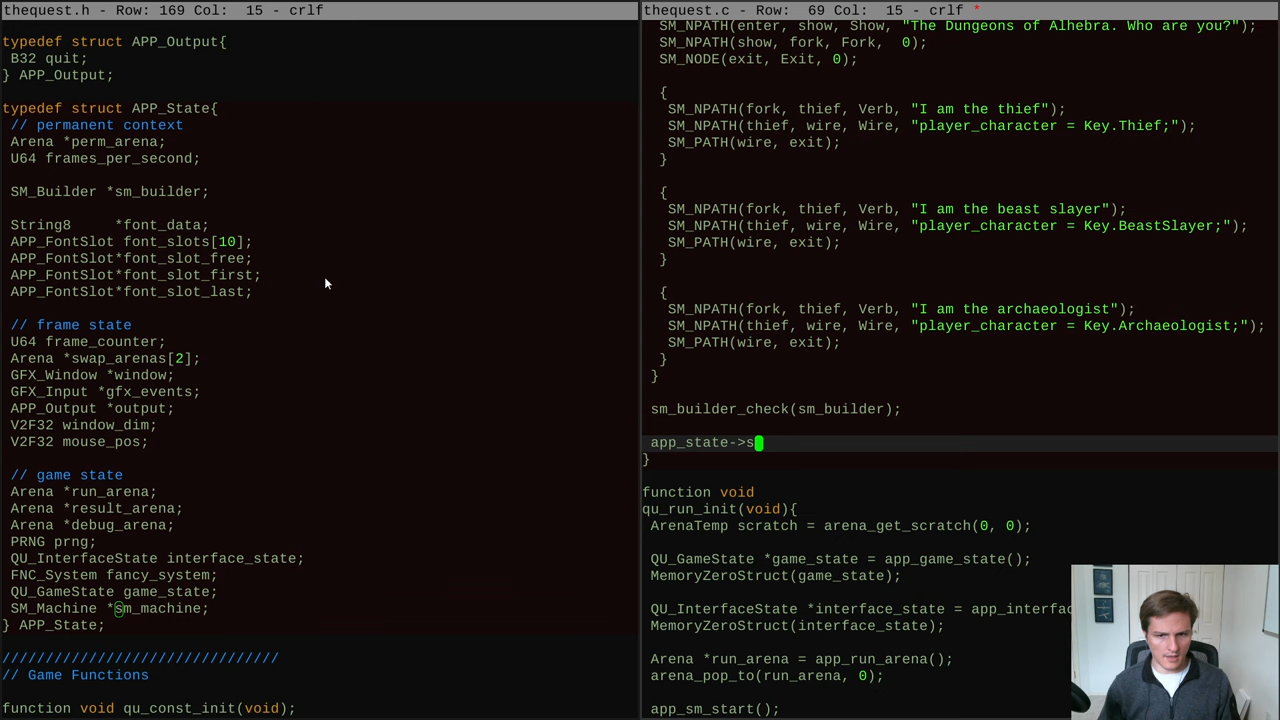 thequest.h - Row: 169 Col:  15 - crlf
typedef struct APP_Output{
 B32 quit;
} APP_Output;
typedef struct APP_State{
 // permanent context
 Arena *perm_arena;
 U64 frames_per_second;
 SM_Builder *sm_builder;
 String8     *font_data;
 APP_FontSlot font_slots[10];
 APP_FontSlot*font_slot_free;
 APP_FontSlot*font_slot_first;
 APP_FontSlot*font_slot_last;
 // frame state
 U64 frame_counter;
 Arena *swap_arenas[2];
 GFX_Window *window;
 GFX_Input *gfx_events;
 APP_Output *output;
 V2F32 window_dim;
 V2F32 mouse_pos;
 // game state
 Arena *run_arena;
 Arena *result_arena;
 Arena *debug_arena;
 PRNG prng;
 QU_InterfaceState interface_state;
 FNC_System fancy_system;
 QU_GameState game_state;
 SM_Machine *sm_machine;
} APP_State;
////////////////////////////////
// Game Functions
function void qu_const_init(void);
thequest.c - Row:  69 Col:  15 - crlf *
  SM_NPATH(enter, show, Show, "The Dungeons of Alhebra. Who are you?");
  SM_NPATH(show, fork, Fork,  0);
  SM_NODE(exit, Exit, 0);
  {
   SM_NPATH(fork, thief, Verb, "I am the thief");
   SM_NPATH(thief, wire, Wire, "player_character = Key.Thief;");
   SM_PATH(wire, exit);
  }
  {
   SM_NPATH(fork, thief, Verb, "I am the beast slayer");
   SM_NPATH(thief, wire, Wire, "player_character = Key.BeastSlayer;");
   SM_PATH(wire, exit);
  }
  {
   SM_NPATH(fork, thief, Verb, "I am the archaeologist");
   SM_NPATH(thief, wire, Wire, "player_character = Key.Archaeologist;");
   SM_PATH(wire, exit);
  }
 }
 sm_builder_check(sm_builder);
 app_state->s
}
function void
qu_run_init(void){
 ArenaTemp scratch = arena_get_scratch(0, 0);
 QU_GameState *game_state = app_game_state();
 MemoryZeroStruct(game_state);
 QU_InterfaceState *interface_state = app_interfac
 MemoryZeroStruct(interface_state);
 Arena *run_arena = app_run_arena();
 arena_pop_to(run_arena, 0);
 app_sm_start();